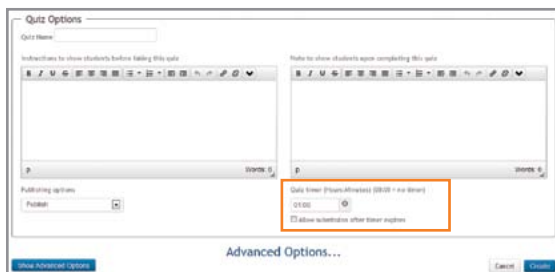 Quiz Options
Quiz Name
Instructions to show students before taking this quiz
Note to show students upon completing this quiz
B I U S
B I U S
p
Words: 0
p
Words: 0
Publishing options
Publish
Quiz timer (Hours:Minutes) (00:00 = no timer)
01:00
Allow submission after timer expires
Advanced Options...
Show Advanced Options
Cancel
Create